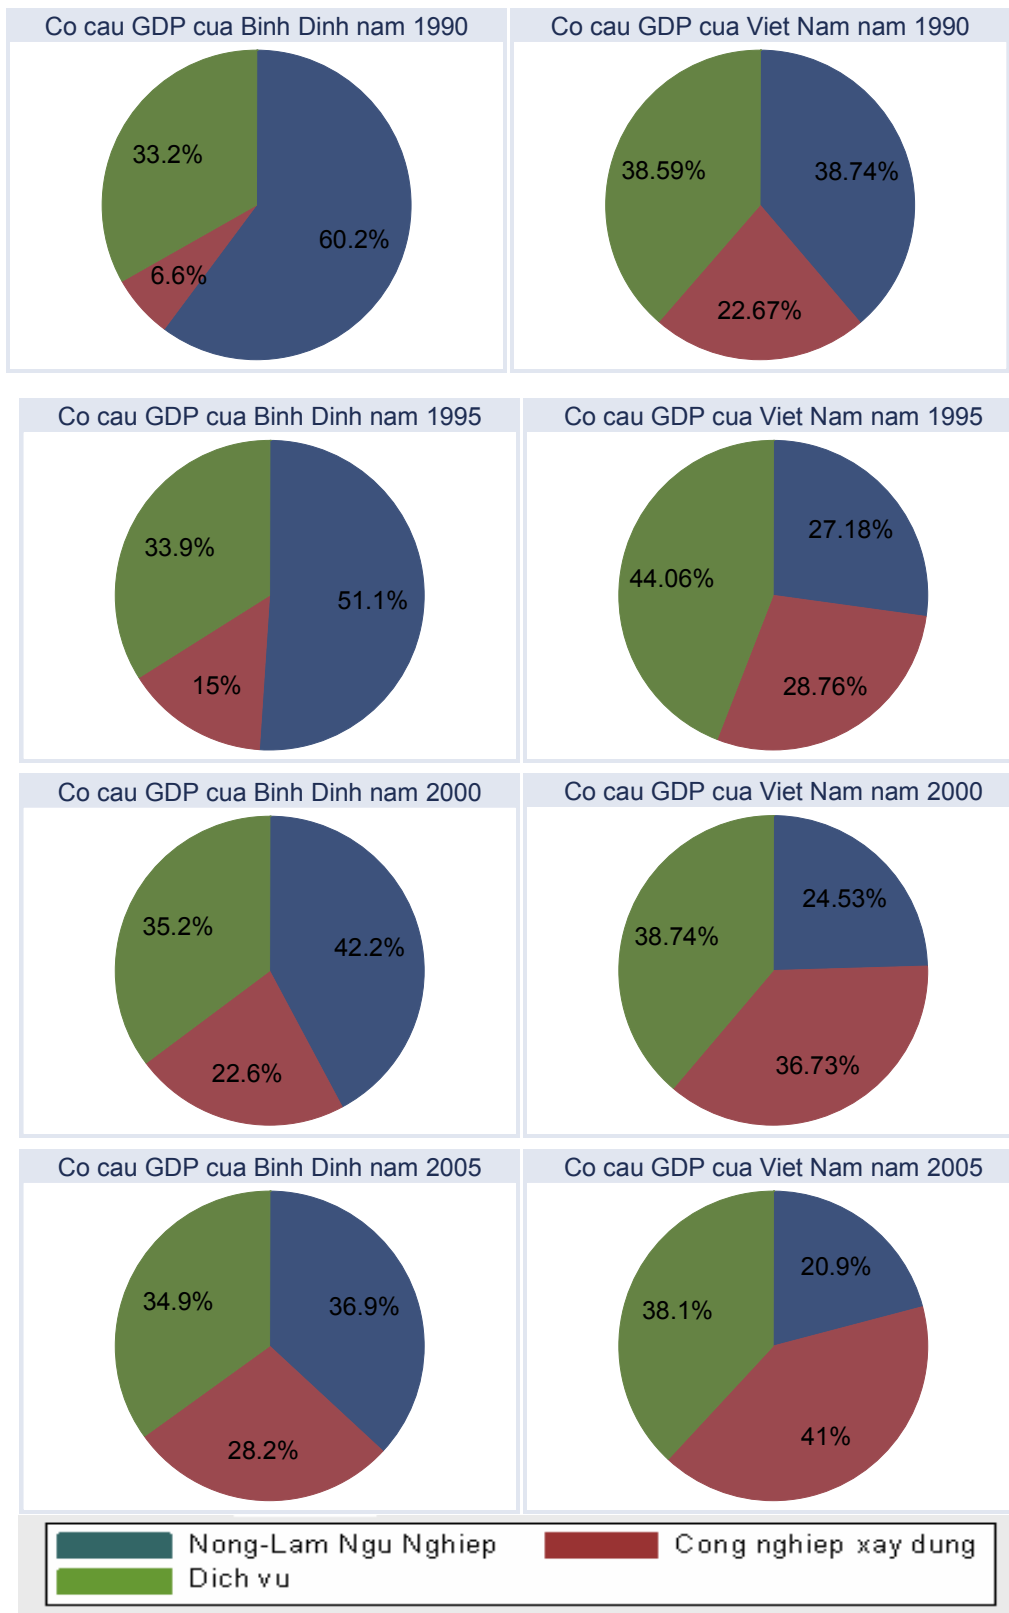 Co cau GDP cua Binh Dinh nam 1990
Co cau GDP cua Viet Nam nam 1990
33.2%
60.2%
6.6%
38.59%
38.74%
22.67%
Co cau GDP cua Binh Dinh nam 1995
Co cau GDP cua Viet Nam nam 1995
33.9%
51.1%
15%
27.18%
44.06%
28.76%
Co cau GDP cua Binh Dinh nam 2000
Co cau GDP cua Viet Nam nam 2000
35.2%
42.2%
22.6%
24.53%
38.74%
36.73%
Co cau GDP cua Binh Dinh nam 2005
Co cau GDP cua Viet Nam nam 2005
34.9%
36.9%
28.2%
20.9%
38.1%
41%
Nong-Lam Ngu Nghiep
Cong nghiep xay dung
Dich vu